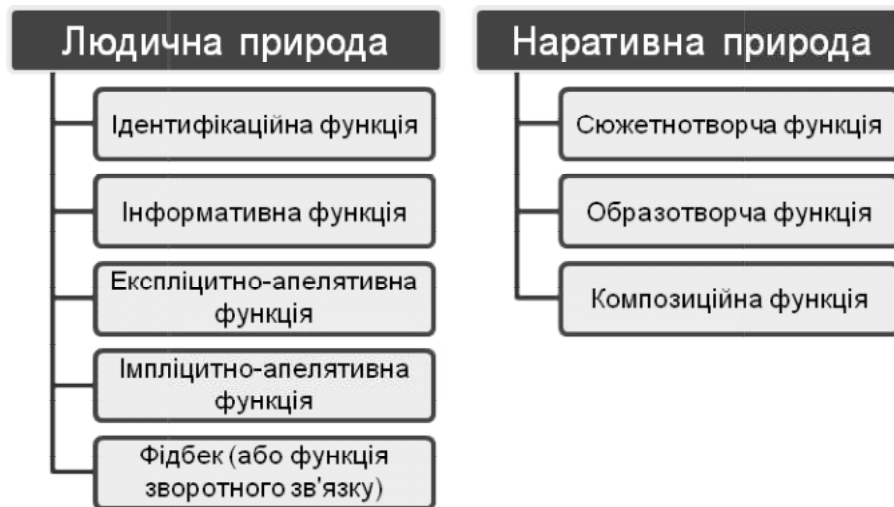 Людична природа
Ідентифікаційна функція
Інформативна функція
Експліцитно-апелятивна
функція
Імпліцитно-апелятивна
функція
Фідбек (або функція
зворотного зв'язку)
Наративна природа
Сюжетнотворча функція
Образотворча функція
Композиційна функція